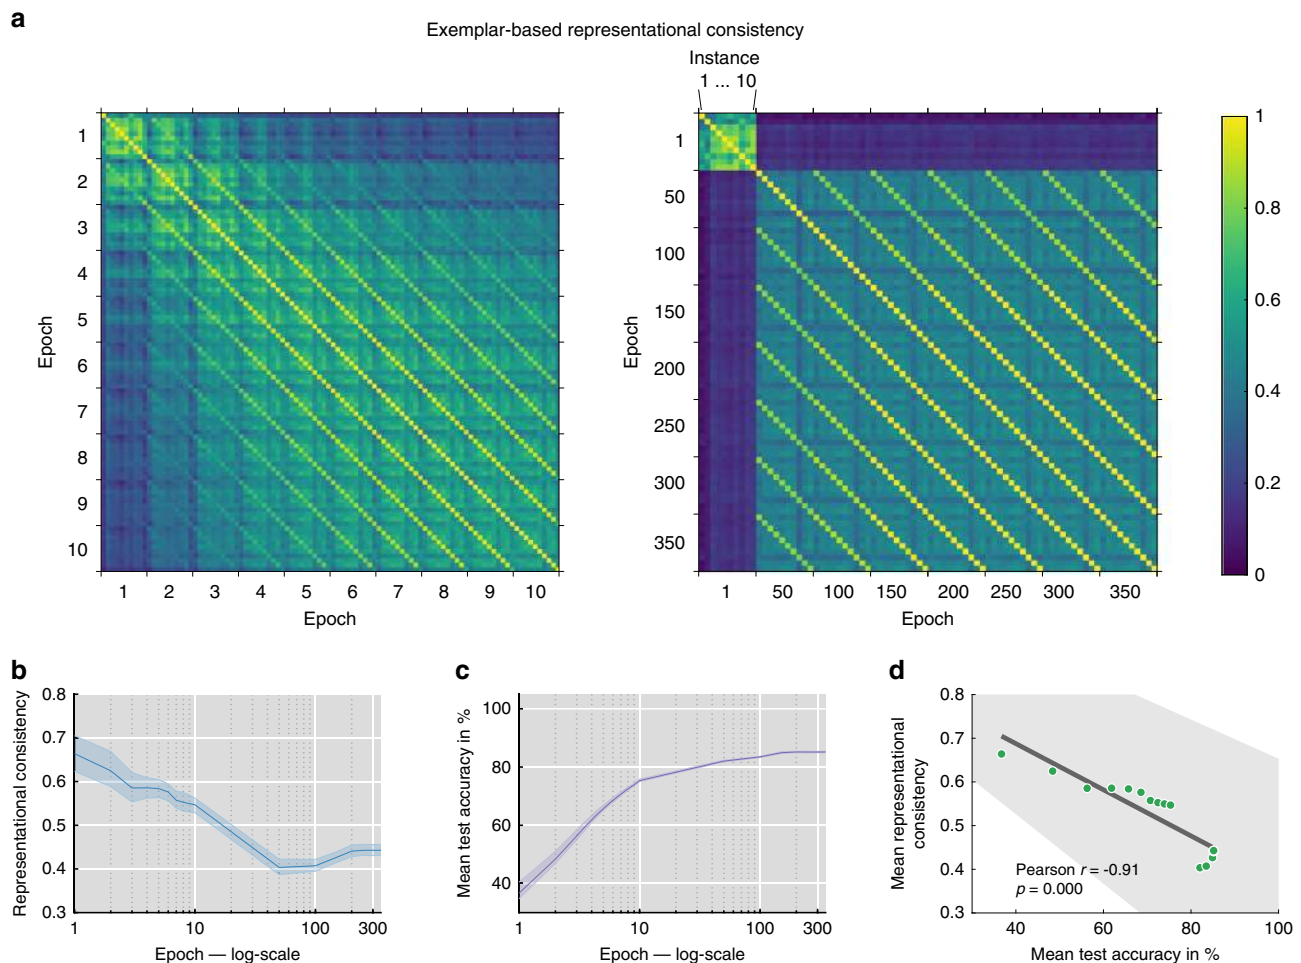 a
Exemplar-based representational consistency
Instance
1 ... 10
Epoch
1
2
3
4
5
6
7
8
9
10
1 2 3 4 5 6 7 8 9 10
Epoch
Epoch
1
50
100
150
200
250
300
350
1 50 100 150 200 250 300 350
Epoch
1
0.8
0.6
0.4
0.2
0
b
Representational consistency
0.8
0.7
0.6
0.5
0.4
0.3
1 10 100 300
Epoch — log-scale
c
Mean test accuracy in %
100
80
60
40
1 10 100 300
Epoch — log-scale
d
Mean representational
consistency
0.8
0.7
0.6
0.5
0.4
0.3
Pearson r = -0.91
p = 0.000
40 60 80 100
Mean test accuracy in %